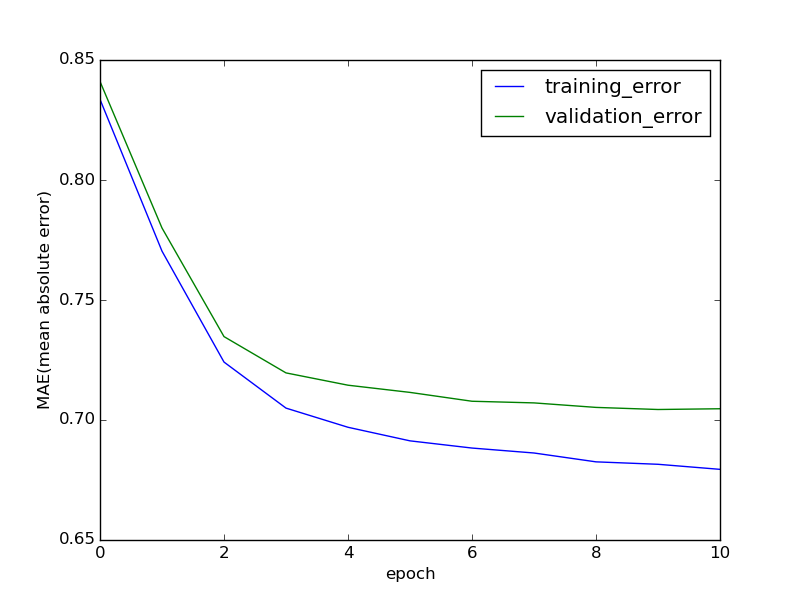 0.85
0.80
0.75
0.70
0.65
MAE(mean absolute error)
training_error
validation_error
0 2 4 6 8 10
epoch